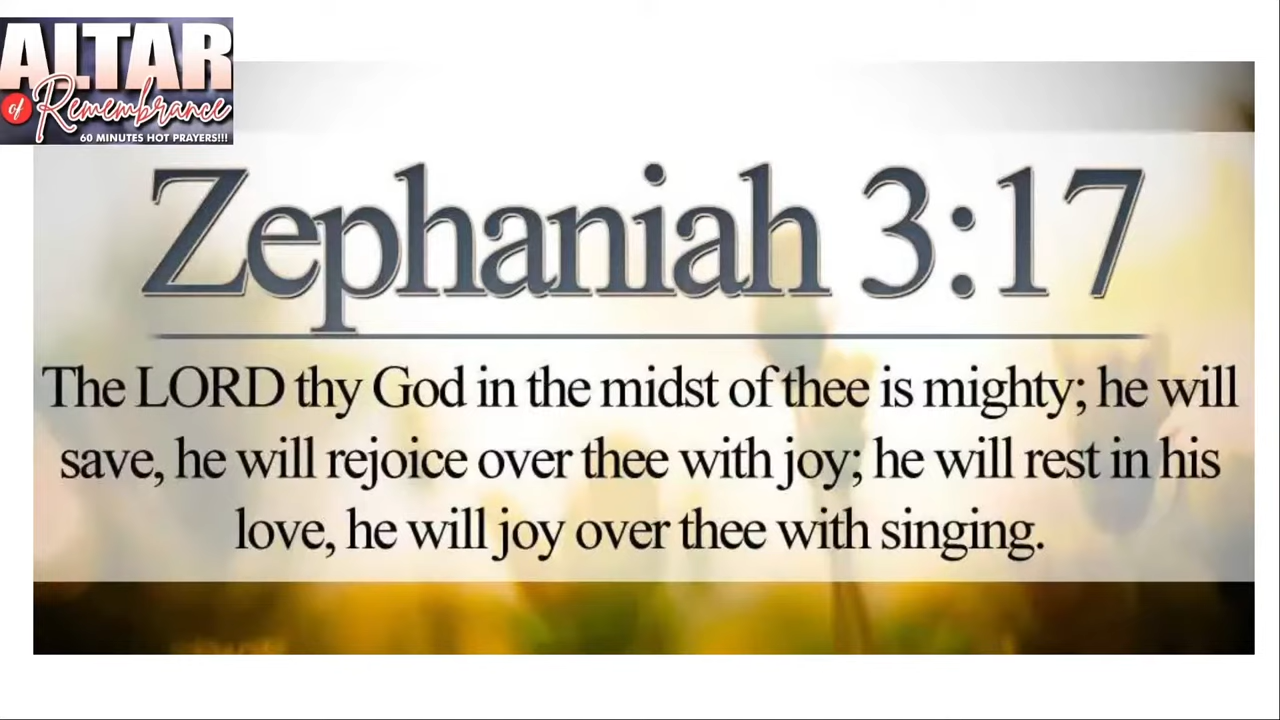 ALTAR
of Remembrance
60 MINUTES HOT PRAYERS!!!
Zephaniah 3:17
The LORD thy God in the midst of thee is mighty; he will
save, he will rejoice over thee with joy; he will rest in his
love, he will joy over thee with singing.